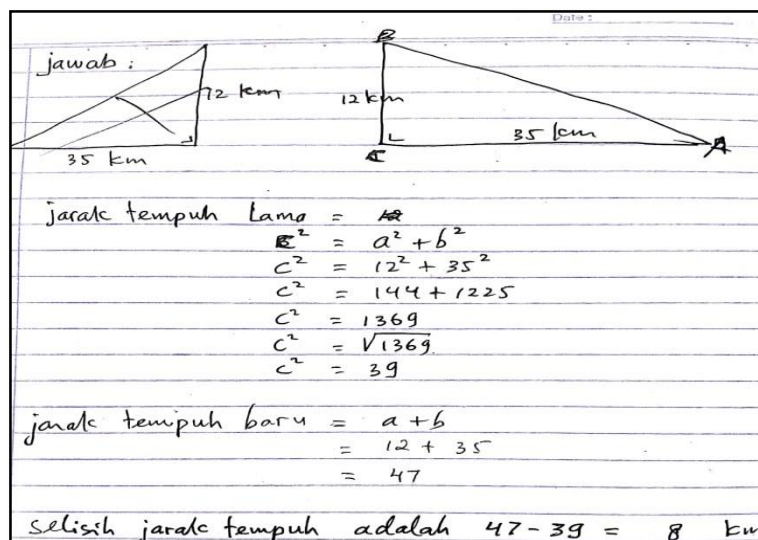 Date :
jawab :
12 km
35 km
B
12 km
35 km
C
A
jarak tempuh Lama =
c² = a² + b²
c² = 12² + 35²
c² = 144 + 1225
c² = 1369
c² = √1369
c² = 39
jarak tempuh baru = a + b
= 12 + 35
= 47
selisih jarak tempuh adalah 47 - 39 = 8 km